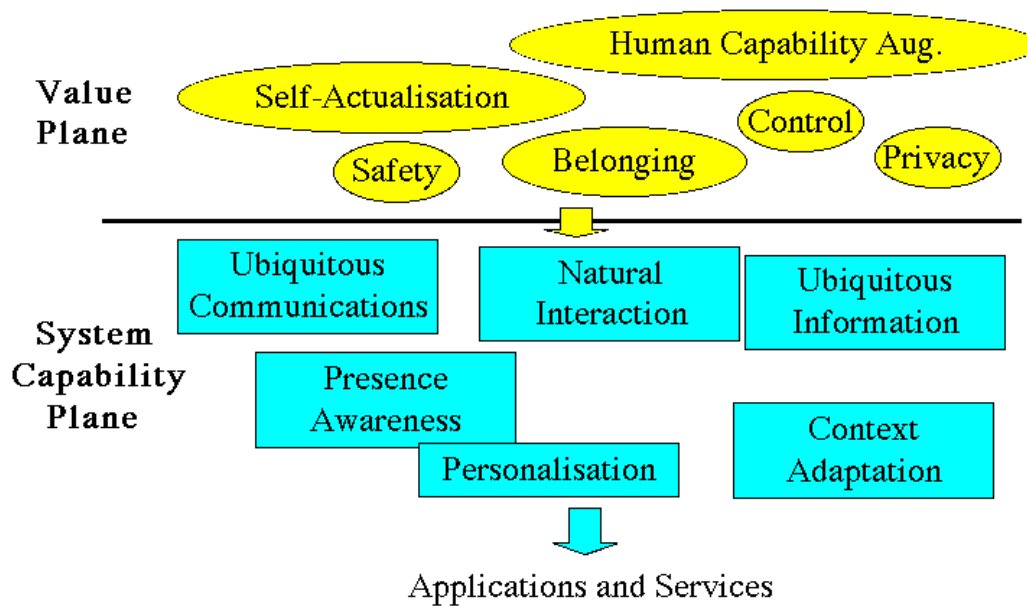 Human Capability Aug.
Value
Plane
Self-Actualisation
Control
Safety
Belonging
Privacy
Ubiquitous
Communications
Natural
Interaction
Ubiquitous
Information
System
Capability
Plane
Presence
Awareness
Personalisation
Context
Adaptation
Applications and Services